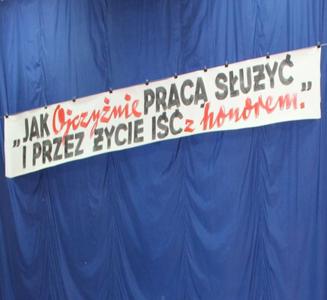 „JAK Ojczyźnie PRACĄ SŁUŻYĆ
I PRZEZ ŻYCIE IŚĆ z honorem.”